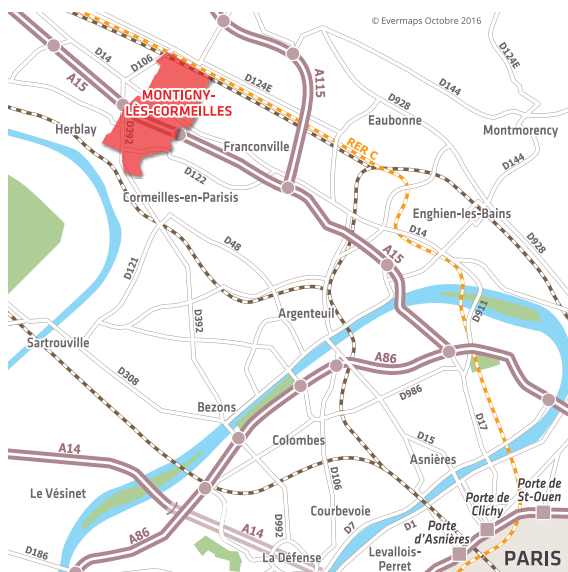 © Evermaps Octobre 2016
D124E
D14
D106
A15
D124E
A115
D144
D928
MONTIGNY-
LÈS-CORMEILLES
Eaubonne
Herblay
D392
Montmorency
Franconville
RER C
D144
D122
Cormeilles-en-Parisis
Enghien-les-Bains
D14
D928
D48
A15
D121
D911
D392
Argenteuil
Sartrouville
A86
D308
D986
Bezons
D17
Colombes
D15
A14
Asnières
D106
Le Vésinet
Porte de
St-Ouen
Porte de
Clichy
Courbevoie
D992
D7
D1
Porte
d'Asnières
A14
A86
D186
La Défense
Levallois-
Perret
PARIS